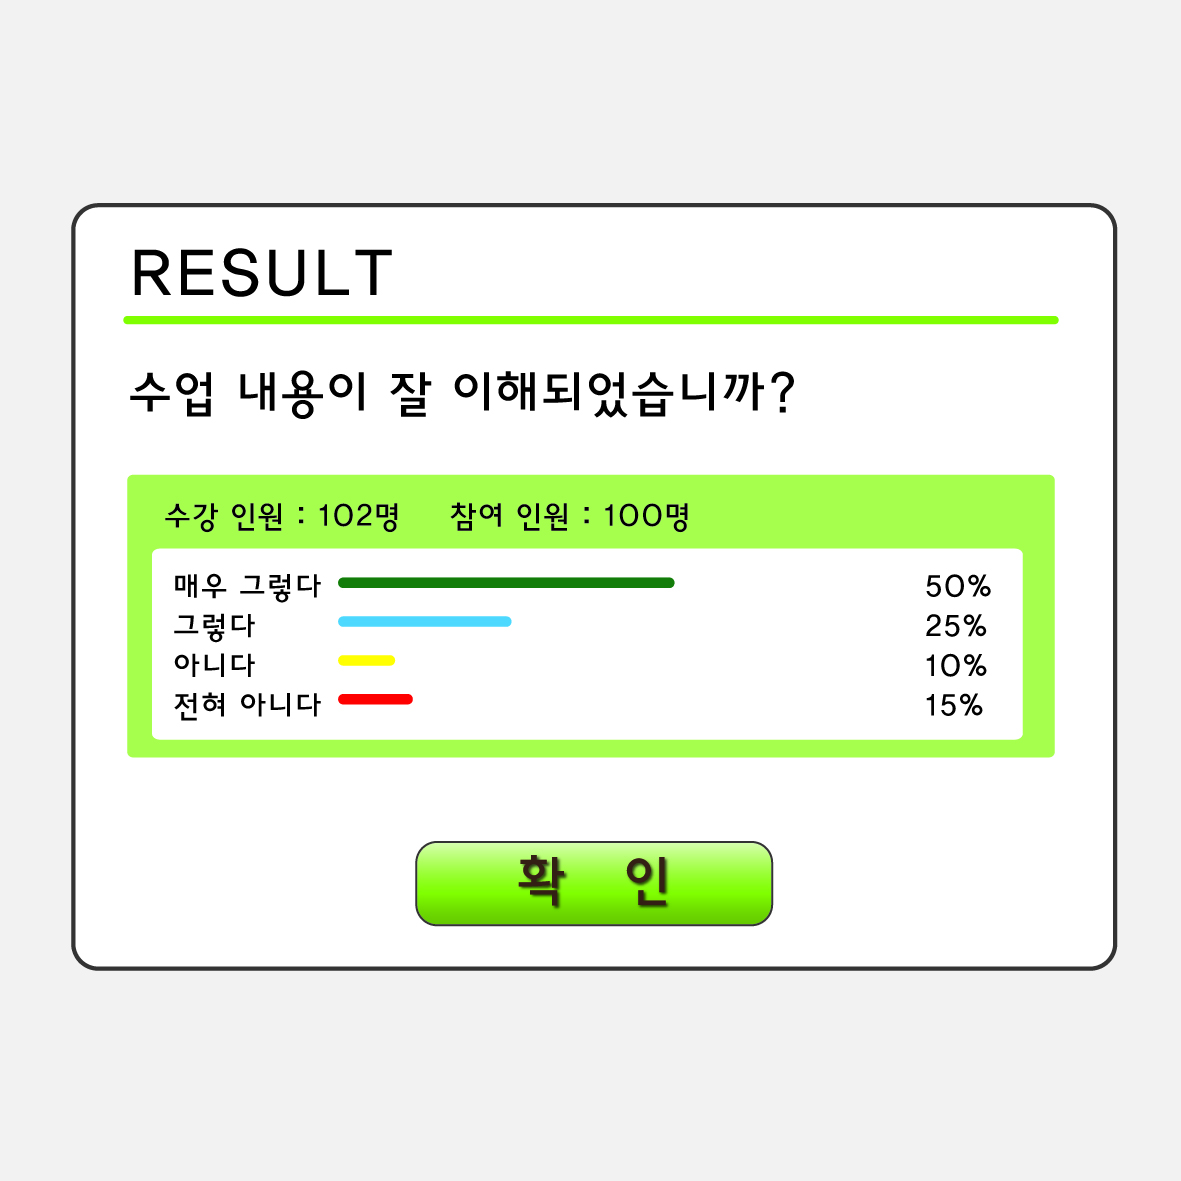 RESULT
수업 내용이 잘 이해되었습니까?
수강 인원 : 102명 참여 인원 : 100명
매우 그렇다 50%
그렇다 25%
아니다 10%
전혀 아니다 15%
확 인